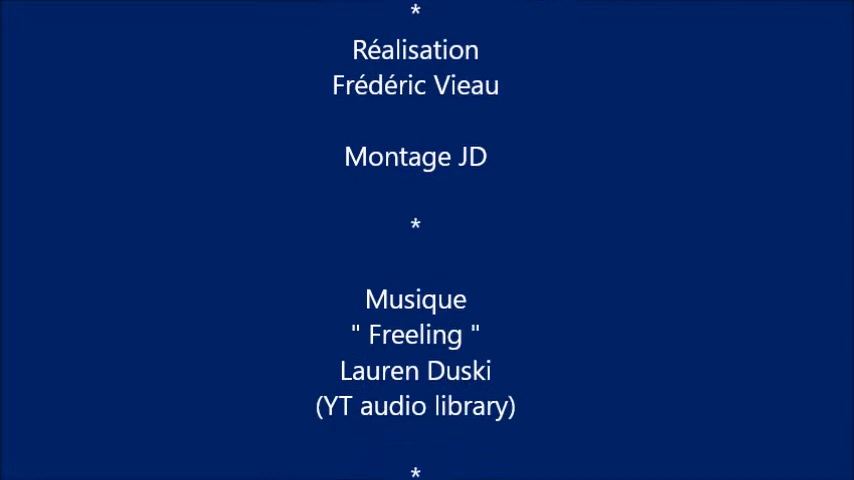 *
Réalisation
Frédéric Vieau
Montage JD
*
Musique
" Freeling "
Lauren Duski
(YT audio library)
*